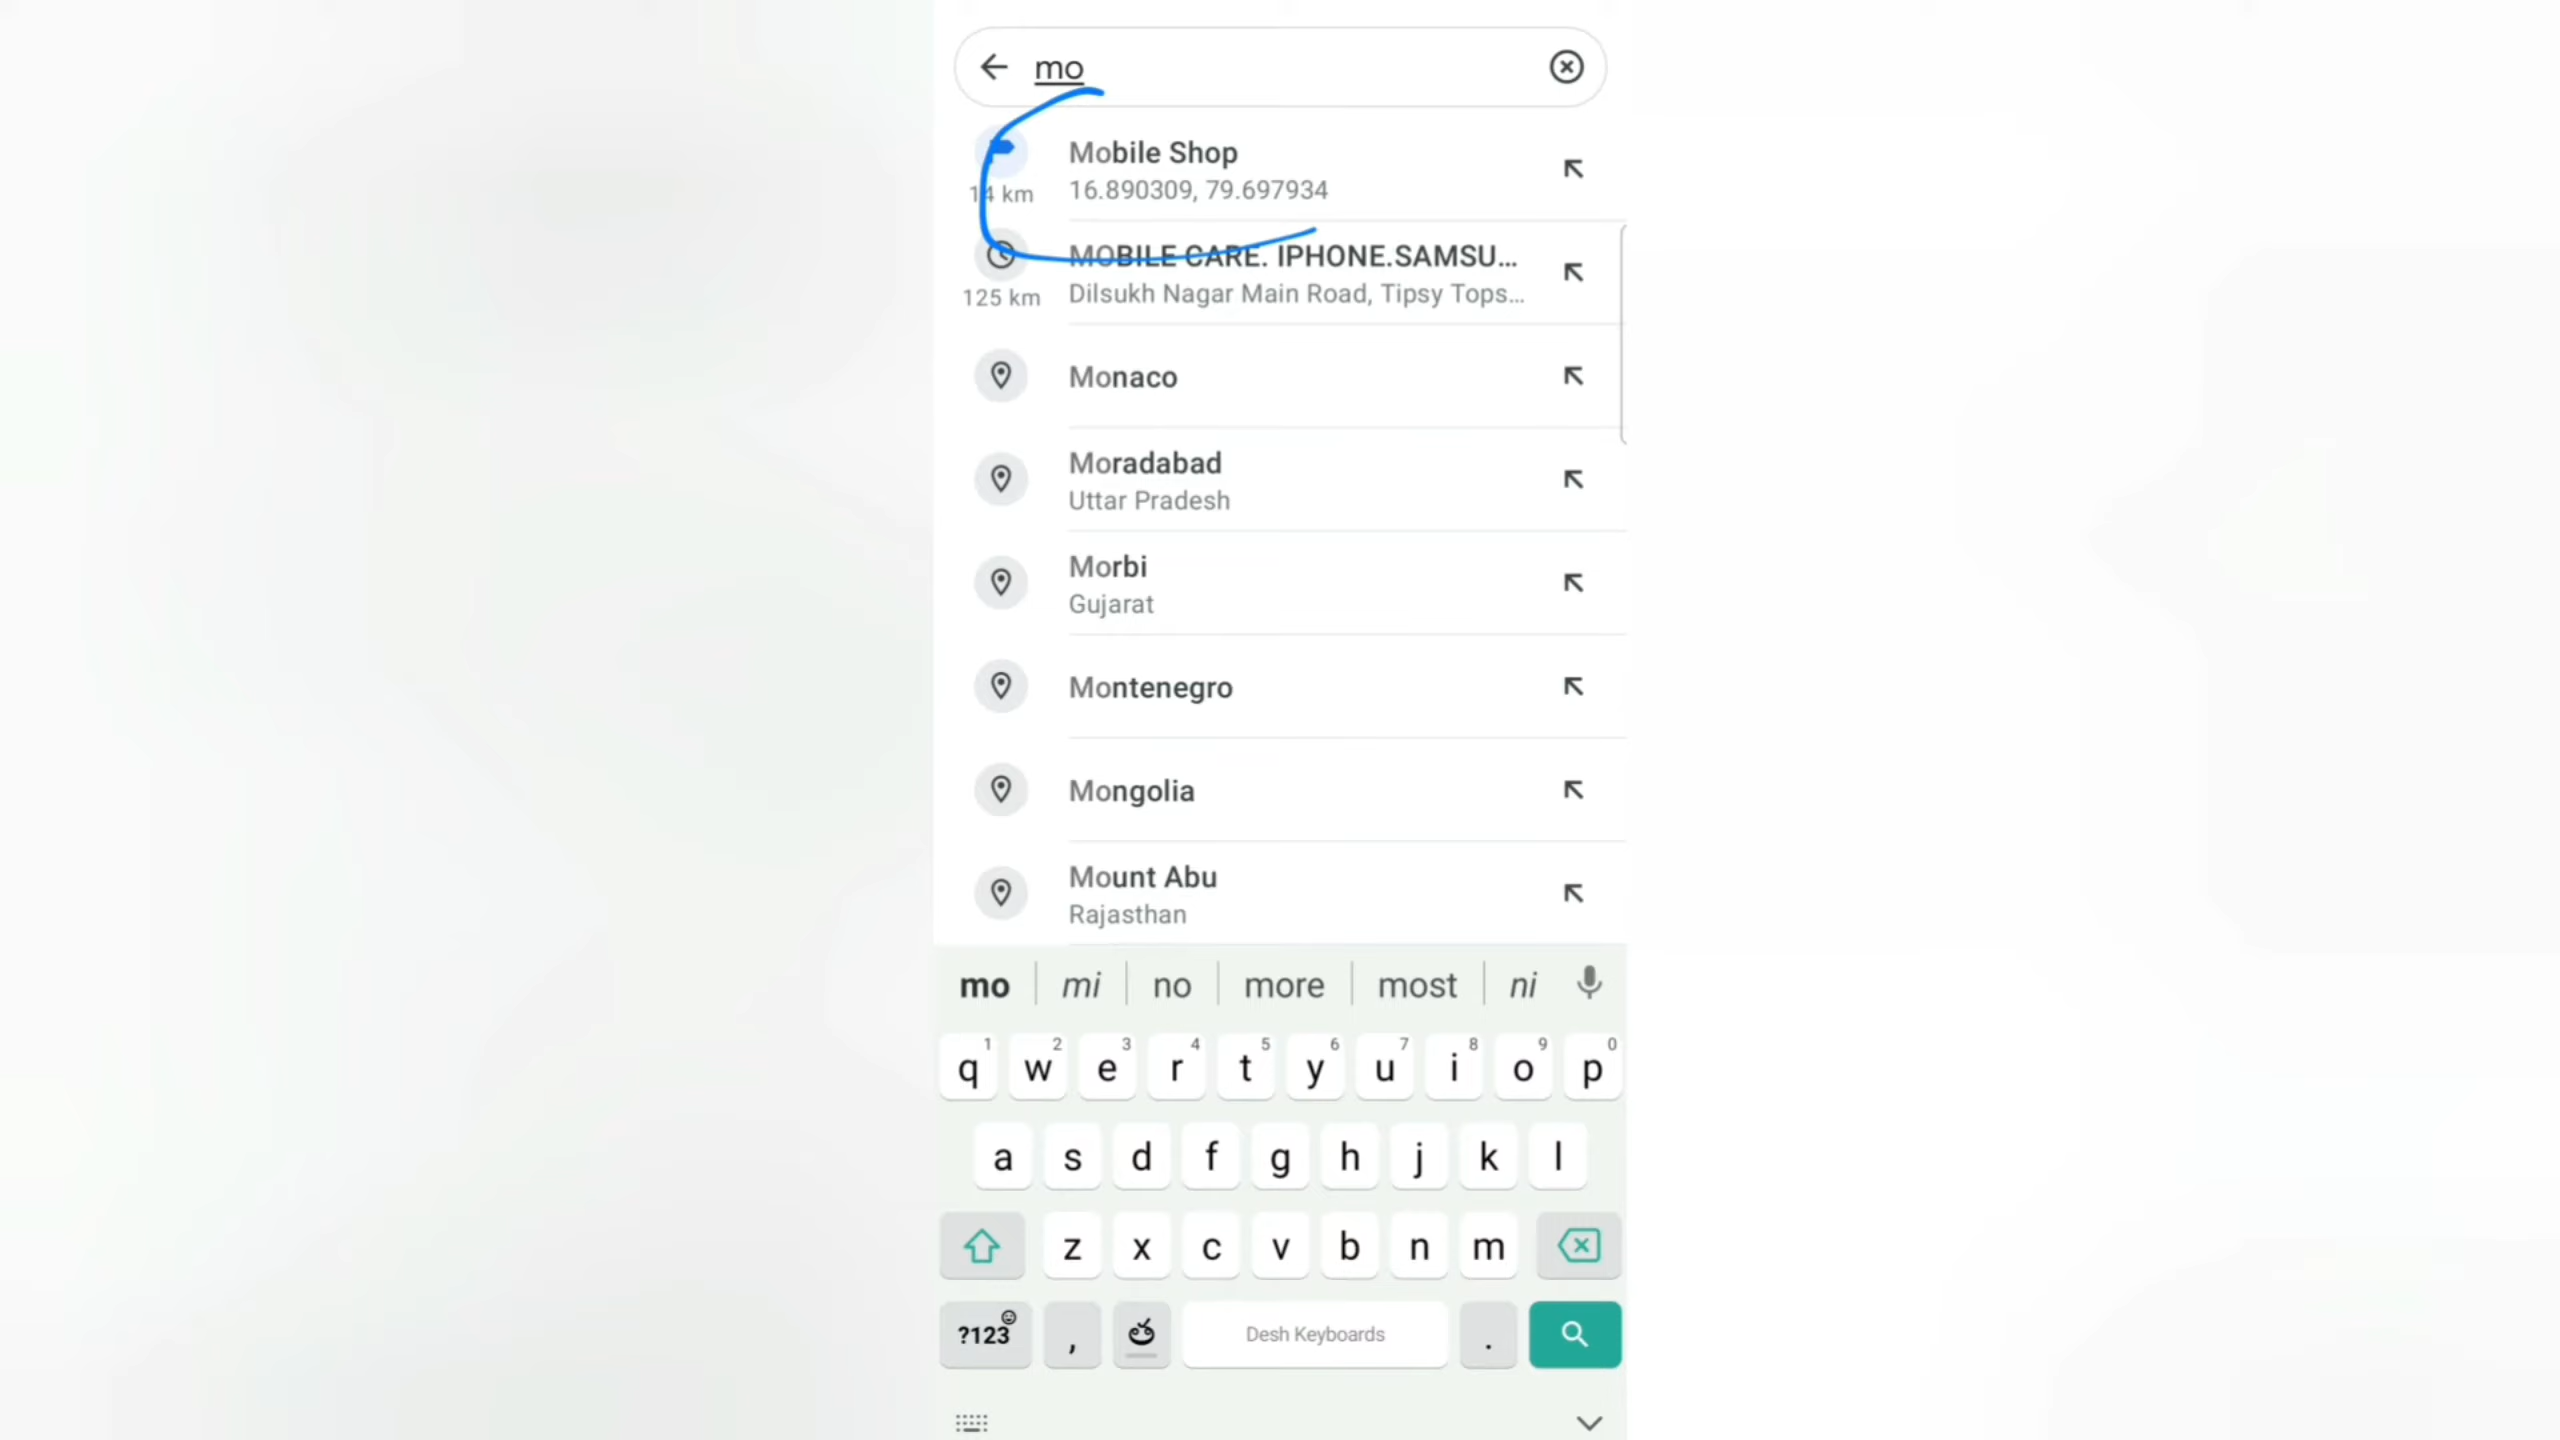 mo
Mobile Shop
14 km
16.890309, 79.697934
MOBILE CARE. IPHONE.SAMSU...
125 km
Dilsukh Nagar Main Road, Tipsy Tops...
Monaco
Moradabad
Uttar Pradesh
Morbi
Gujarat
Montenegro
Mongolia
Mount Abu
Rajasthan
mo mi no more most ni
q 1 w 2 e 3 r 4 t 5 y 6 u 7 i 8 o 9 p 0
a s d f g h j k l
z x c v b n m
?123 , త Desh Keyboards .